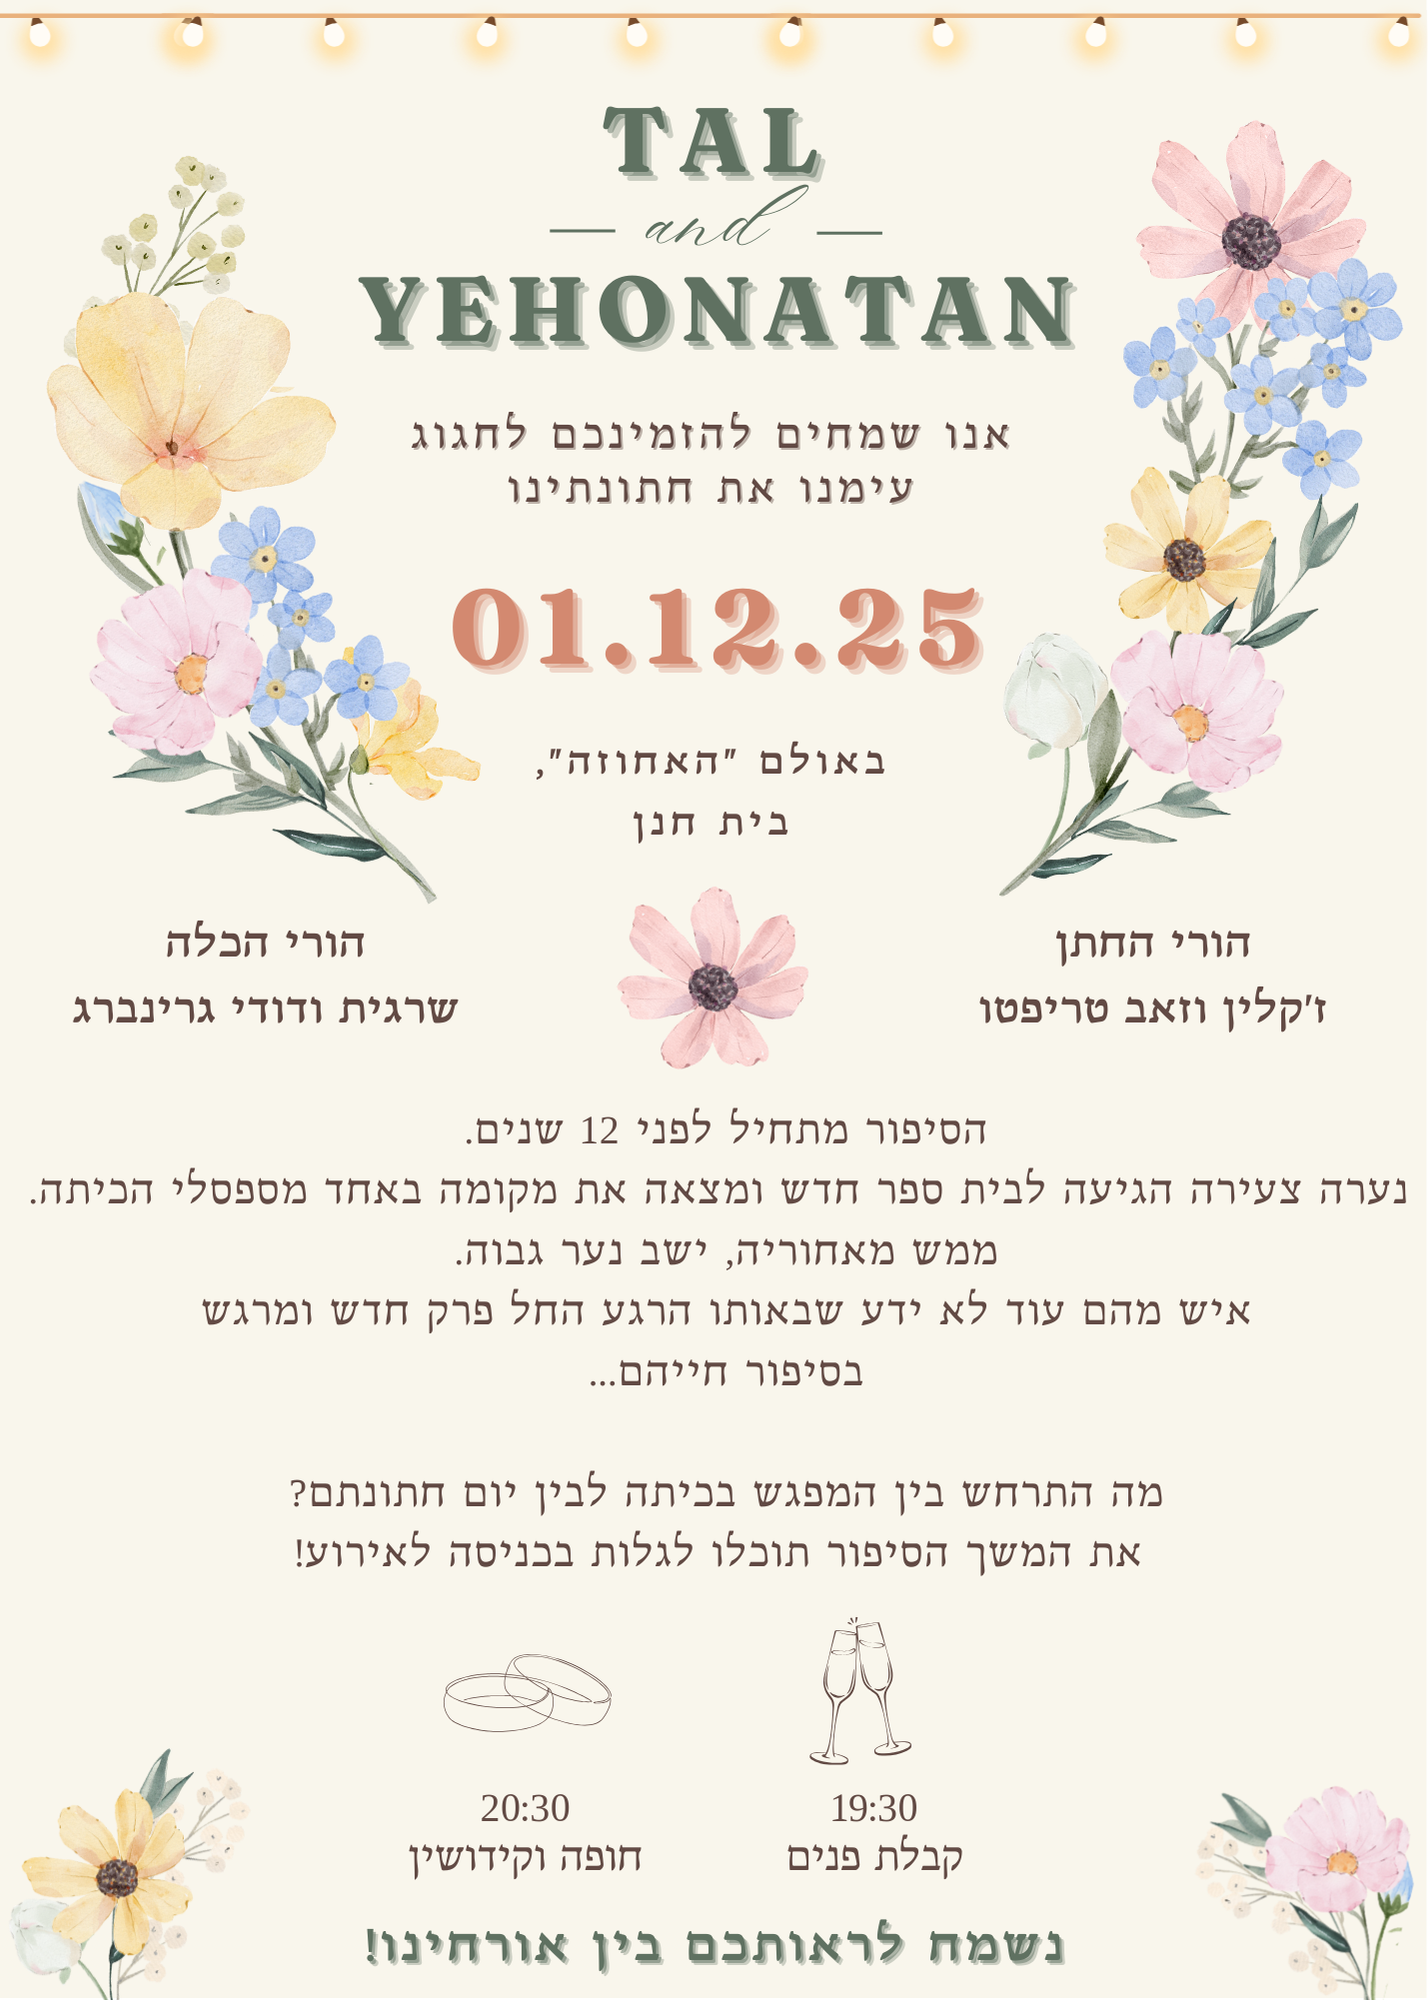 TAL
and
YEHONATAN
אנו שמחים להזמינכם לחגוג
עימנו את חתונתינו
01.12.25
באולם "האחוזה",
בית חנן
הורי החתן
ז'קלין וזאב טריפטו
הורי הכלה
שרגית ודודי גרינברג
הסיפור מתחיל לפני 12 שנים.
נערה צעירה הגיעה לבית ספר חדש ומצאה את מקומה באחד מספסלי הכיתה.
ממש מאחוריה, ישב נער גבוה.
איש מהם עוד לא ידע שבאותו הרגע החל פרק חדש ומרגש
בסיפור חייהם...
מה התרחש בין המפגש בכיתה לבין יום חתונתם?
את המשך הסיפור תוכלו לגלות בכניסה לאירוע!
19:30
קבלת פנים
20:30
חופה וקידושין
נשמח לראותכם בין אורחינו!